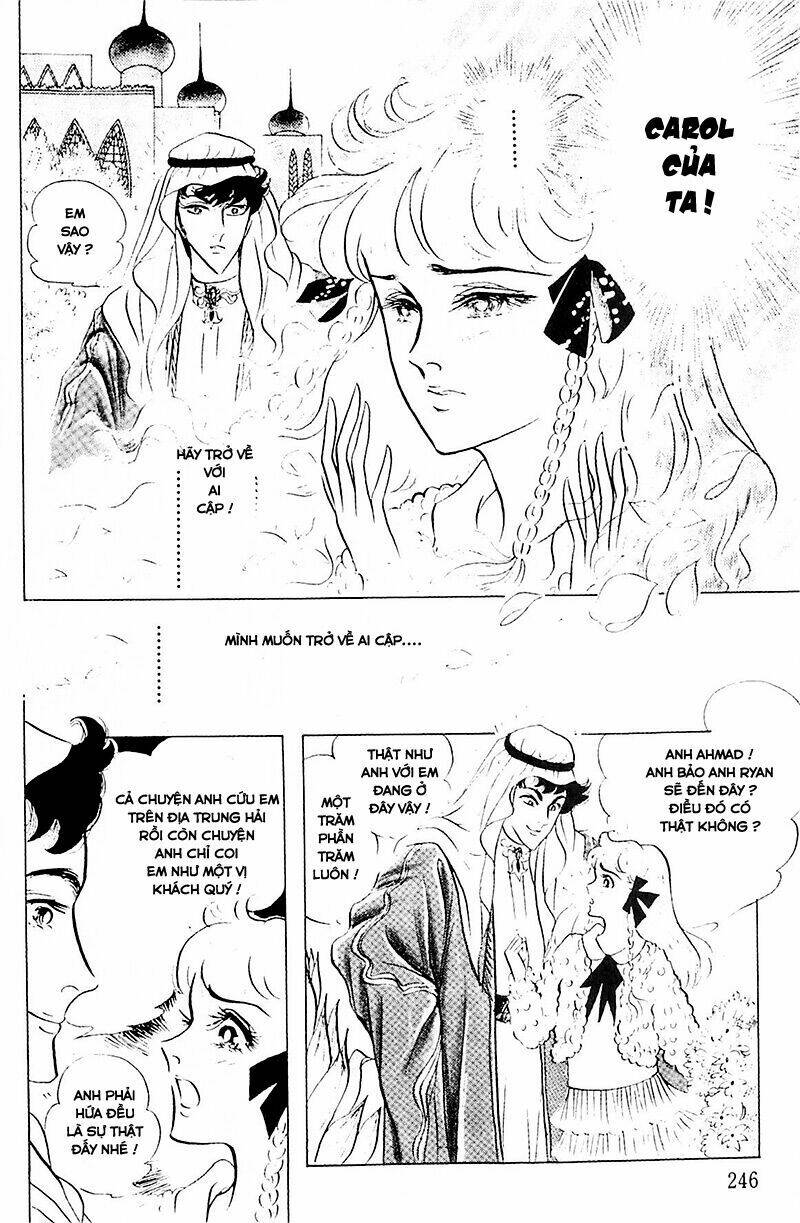 CAROL
CỦA
TA!
EM
SAO
VẬY?
HÃY TRỞ VỀ
VỚI
AI
CẬP!
MÌNH MUỐN TRỞ VỀ AI CẬP....
ANH AHMAD!
ANH BẢO ANH RYAN
SẼ ĐẾN ĐÂY?
ĐIỀU ĐÓ CÓ
THẬT KHÔNG?
THẬT NHƯ
ANH VỚI EM
ĐANG Ở
ĐÂY VẬY!
MỘT
TRĂM
PHẦN
TRĂM
LUÔN!
CẢ CHUYỆN ANH CỨU EM
TRÊN ĐỊA TRUNG HẢI
RỒI CÒN CHUYỆN
ANH CHỈ COI
EM NHƯ MỘT VỊ
KHÁCH QUÝ!
ANH PHẢI
HỨA ĐỀU
LÀ SỰ THẬT
ĐẤY NHÉ!
246